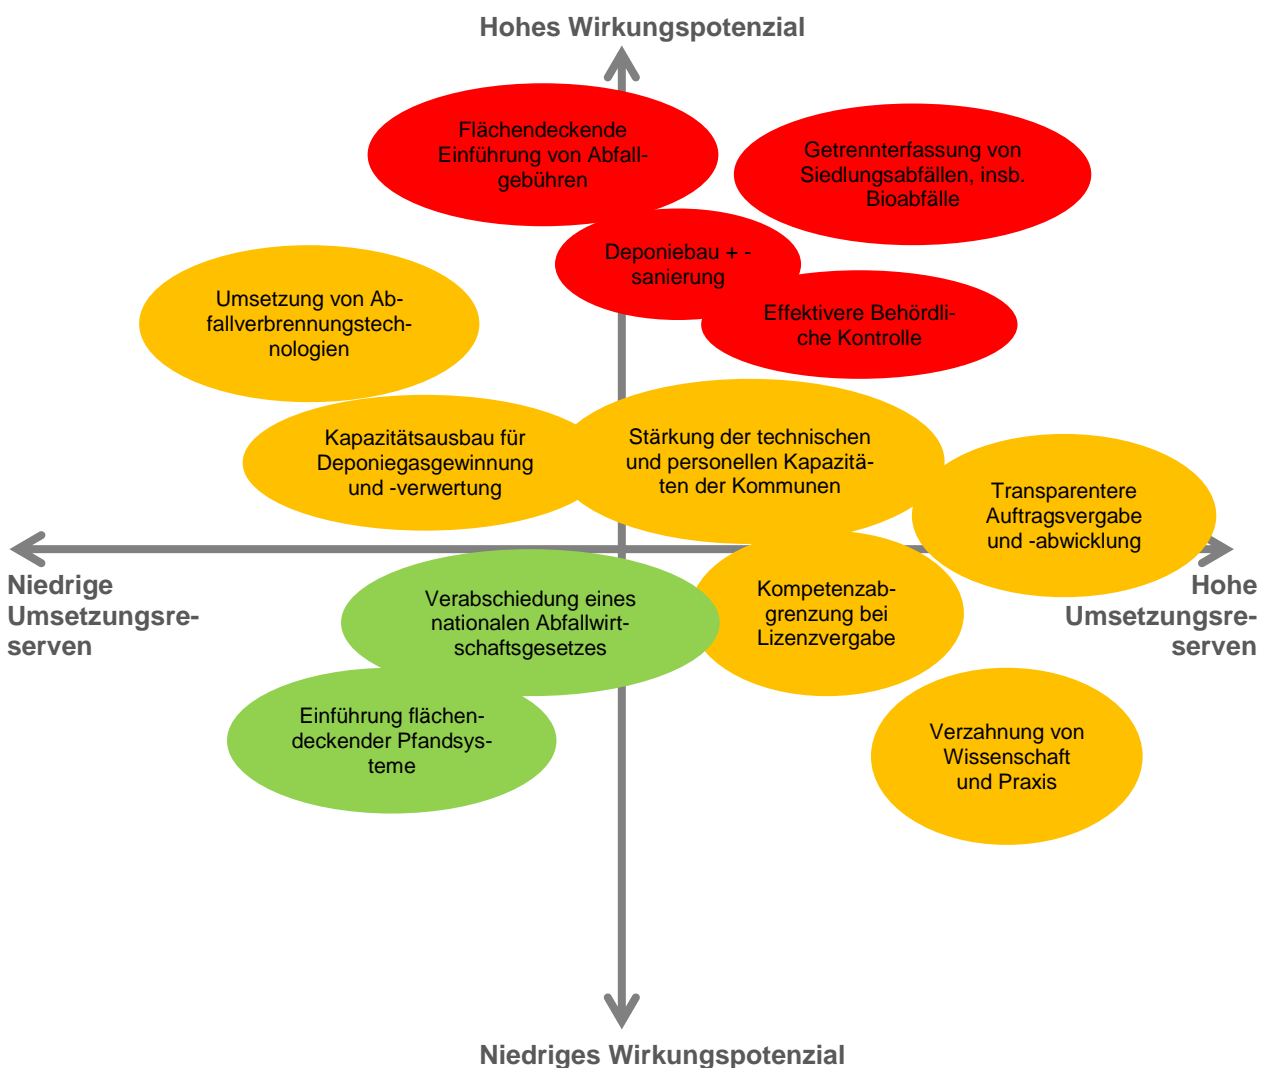 Hohes Wirkungspotenzial
Flächendeckende
Einführung von Abfall-
gebühren
Getrennterfassung von
Siedlungsabfällen, insb.
Bioabfälle
Deponiebau + -
sanierung
Effektivere Behördli-
che Kontrolle
Umsetzung von Ab-
fallverbrennungstech-
nologien
Kapazitätsausbau für
Deponiegasgewinnung
und -verwertung
Stärkung der technischen
und personellen Kapazitä-
ten der Kommunen
Transparentere
Auftragsvergabe
und -abwicklung
Niedrige
Umsetzungsre-
serven
Hohe
Umsetzungsre-
serven
Verabschiedung eines
nationalen Abfallwirt-
schaftsgesetzes
Kompetenzab-
grenzung bei
Lizenzvergabe
Einführung flächen-
deckender Pfandsys-
teme
Verzahnung von
Wissenschaft
und Praxis
Niedriges Wirkungspotenzial